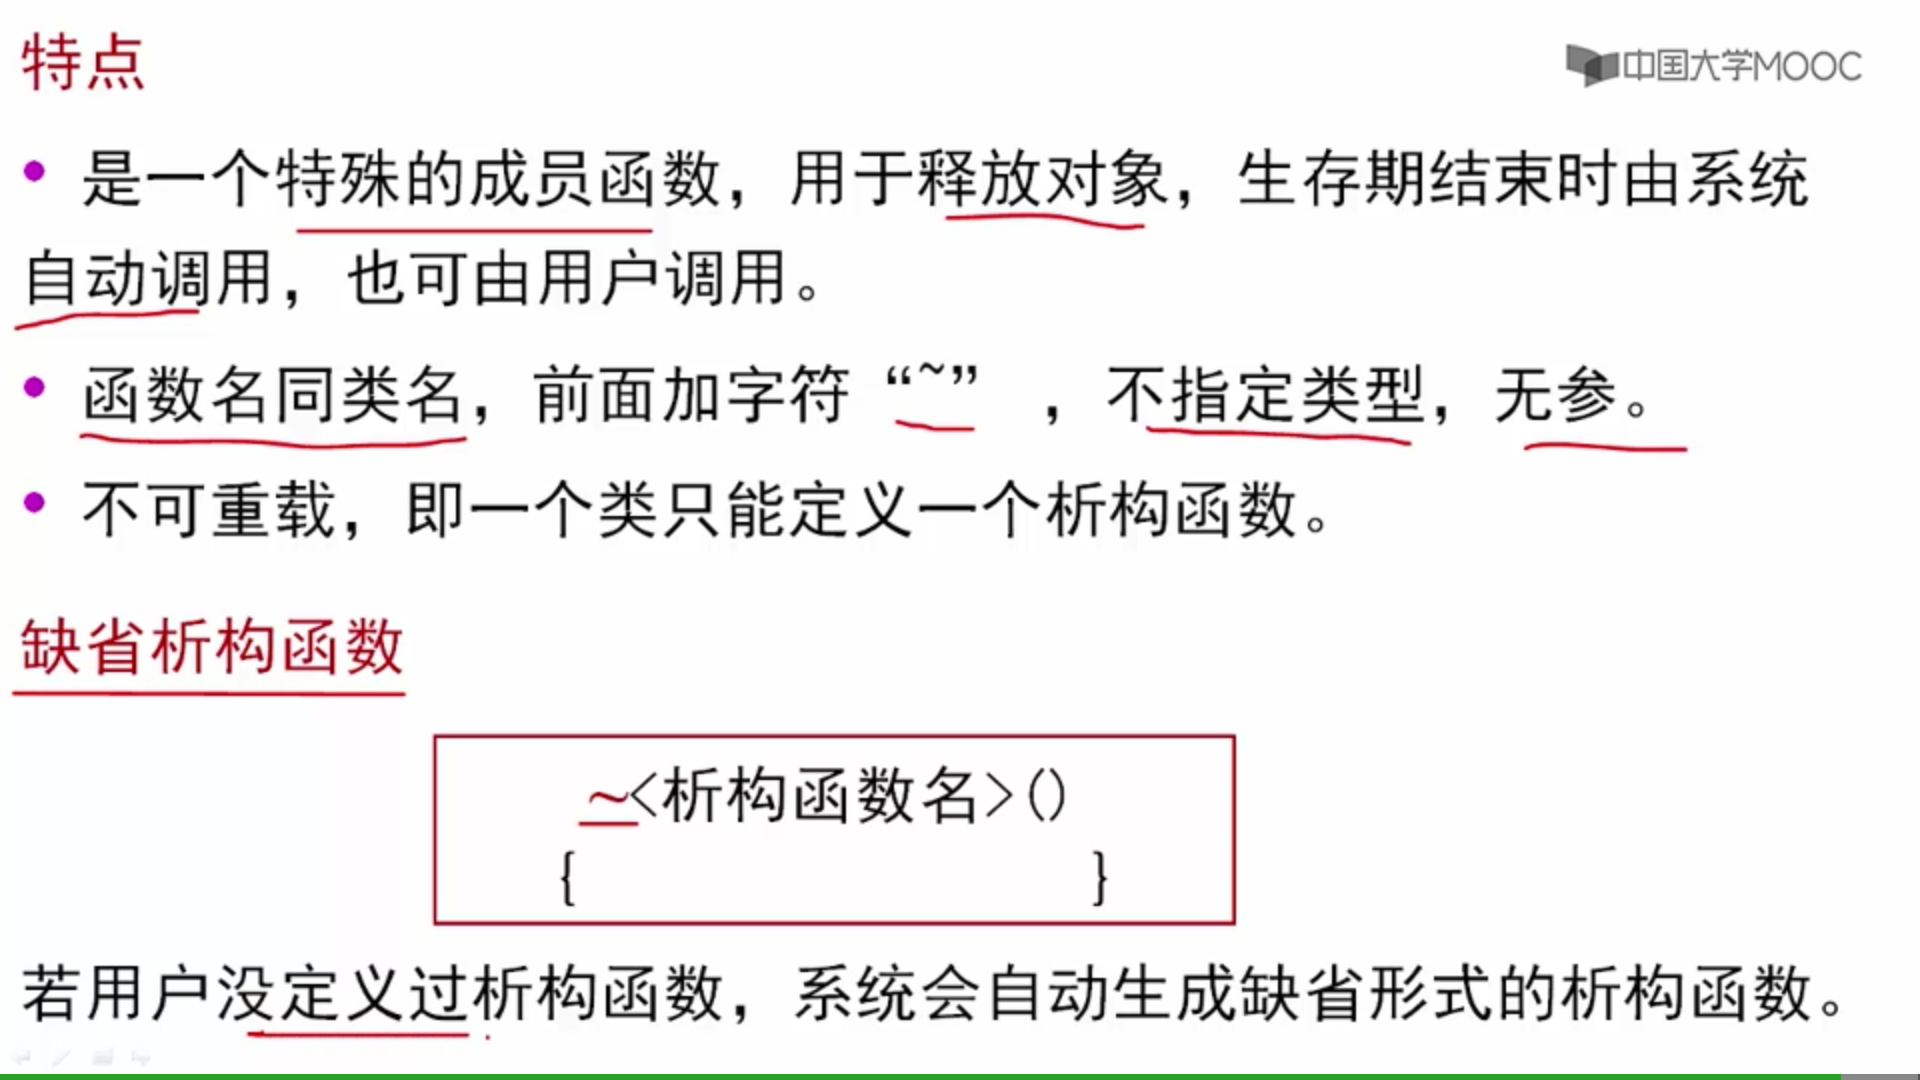 特点
中国大学MOOC
• 是一个特殊的成员函数，用于释放对象，生存期结束时由系统
自动调用，也可由用户调用。
• 函数名同类名，前面加字符“~”，不指定类型，无参。
• 不可重载，即一个类只能定义一个析构函数。
缺省析构函数
~<析构函数名>()
{ }
若用户没定义过析构函数，系统会自动生成缺省形式的析构函数。